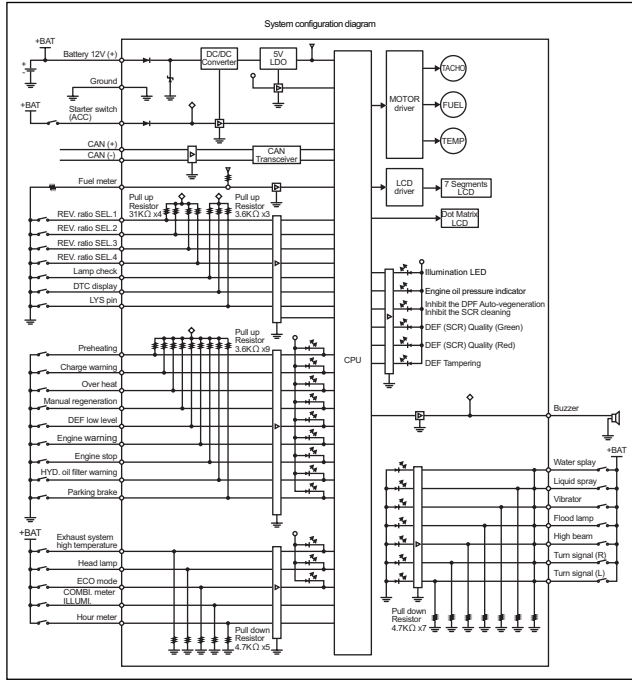 System configuration diagram
+BAT
Battery 12V (+)
+
-
DC/DC
Converter
5V
LDO
Ground
+BAT
Starter switch
(ACC)
CAN (+)
CAN (-)
CAN
Transceiver
Fuel meter
Pull up
Resistor
31KΩ x4
Pull up
Resistor
3.6KΩ x3
REV. ratio SEL.1
REV. ratio SEL.2
REV. ratio SEL.3
REV. ratio SEL.4
Lamp check
DTC display
LYS pin
Pull up
Resistor
3.6KΩ x9
Preheating
Charge warning
Over heat
Manual regeneration
DEF low level
Engine warning
Engine stop
HYD. oil filter warning
Parking brake
+BAT
Exhaust system
high temperature
Head lamp
ECO mode
COMBI. meter
ILLUMI.
Hour meter
Pull down
Resistor
4.7KΩ x5
CPU
MOTOR
driver
TACHO
FUEL
TEMP
LCD
driver
7 Segments
LCD
Dot Matrix
LCD
Illumination LED
Engine oil pressure indicator
Inhibit the DPF Auto-regeneration
Inhibit the SCR cleaning
DEF (SCR) Quality (Green)
DEF (SCR) Quality (Red)
DEF Tampering
Buzzer
+BAT
Water splay
Liquid spray
Vibrator
Flood lamp
High beam
Turn signal (R)
Turn signal (L)
Pull down
Resistor
4.7KΩ x7